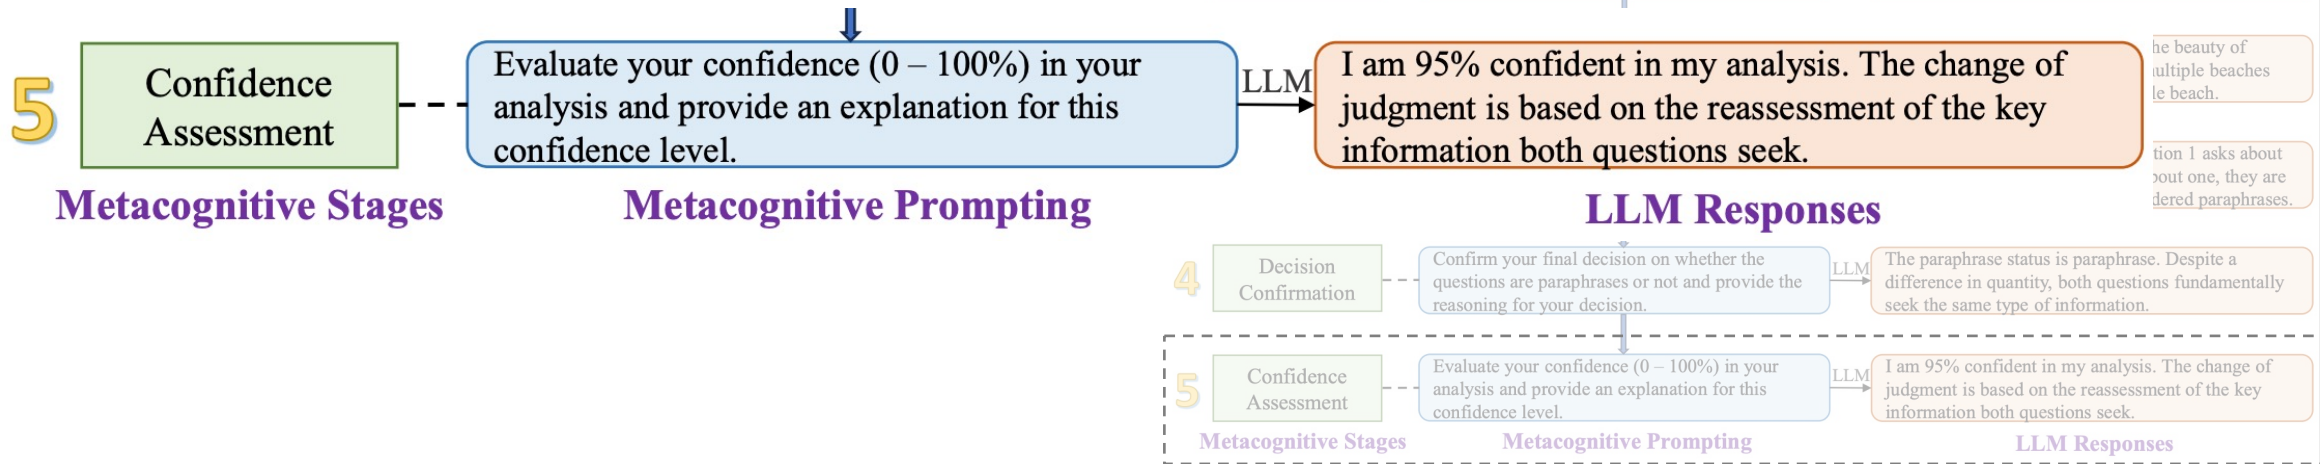 5
Confidence
Assessment
Evaluate your confidence (0 – 100%) in your
analysis and provide an explanation for this
confidence level.
LLM
I am 95% confident in my analysis. The change of
judgment is based on the reassessment of the key
information both questions seek.
Metacognitive Stages
Metacognitive Prompting
LLM Responses
beauty of
beaches
beach.
1 asks about
one, they are
paraphrases.
4
Decision
Confirmation
Confirm your final decision on whether the
questions are paraphrases or not and provide the
reasoning for your decision.
LLM
The paraphrase status is paraphrase. Despite a
difference in quantity, both questions fundamentally
seek the same type of information.
5
Confidence
Assessment
Evaluate your confidence (0 – 100%) in your
analysis and provide an explanation for this
confidence level.
LLM
I am 95% confident in my analysis. The change of
judgment is based on the reassessment of the key
information both questions seek.
Metacognitive Stages
Metacognitive Prompting
LLM Responses